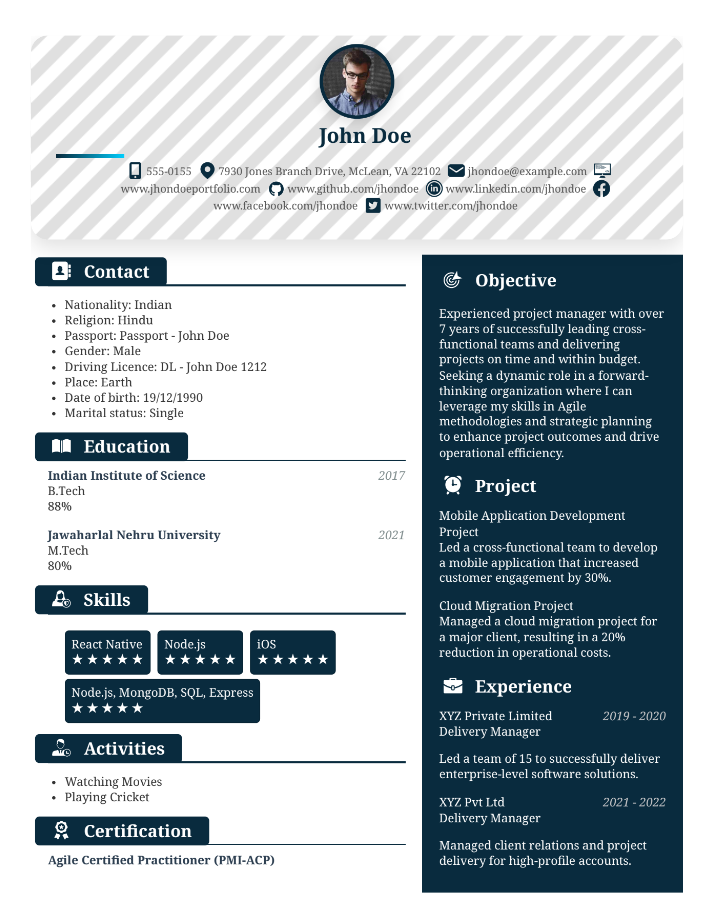 John Doe
555-0155 7930 Jones Branch Drive, McLean, VA 22102 jhondoe@example.com
www.jhondoeportfolio.com www.github.com/jhondoe www.linkedin.com/jhondoe
www.facebook.com/jhondoe www.twitter.com/jhondoe
Contact
• Nationality: Indian
• Religion: Hindu
• Passport: Passport - John Doe
• Gender: Male
• Driving Licence: DL - John Doe 1212
• Place: Earth
• Date of birth: 19/12/1990
• Marital status: Single
Education
Indian Institute of Science 2017
B.Tech
88%
Jawaharlal Nehru University 2021
M.Tech
80%
Skills
React Native Node.js iOS
★★★★★ ★★★★★ ★★★★★
Node.js, MongoDB, SQL, Express
★★★★★
Activities
• Watching Movies
• Playing Cricket
Certification
Agile Certified Practitioner (PMI-ACP)
Objective
Experienced project manager with over
7 years of successfully leading cross-
functional teams and delivering
projects on time and within budget.
Seeking a dynamic role in a forward-
thinking organization where I can
leverage my skills in Agile
methodologies and strategic planning
to enhance project outcomes and drive
operational efficiency.
Project
Mobile Application Development
Project
Led a cross-functional team to develop
a mobile application that increased
customer engagement by 30%.
Cloud Migration Project
Managed a cloud migration project for
a major client, resulting in a 20%
reduction in operational costs.
Experience
XYZ Private Limited 2019 - 2020
Delivery Manager
Led a team of 15 to successfully deliver
enterprise-level software solutions.
XYZ Pvt Ltd 2021 - 2022
Delivery Manager
Managed client relations and project
delivery for high-profile accounts.